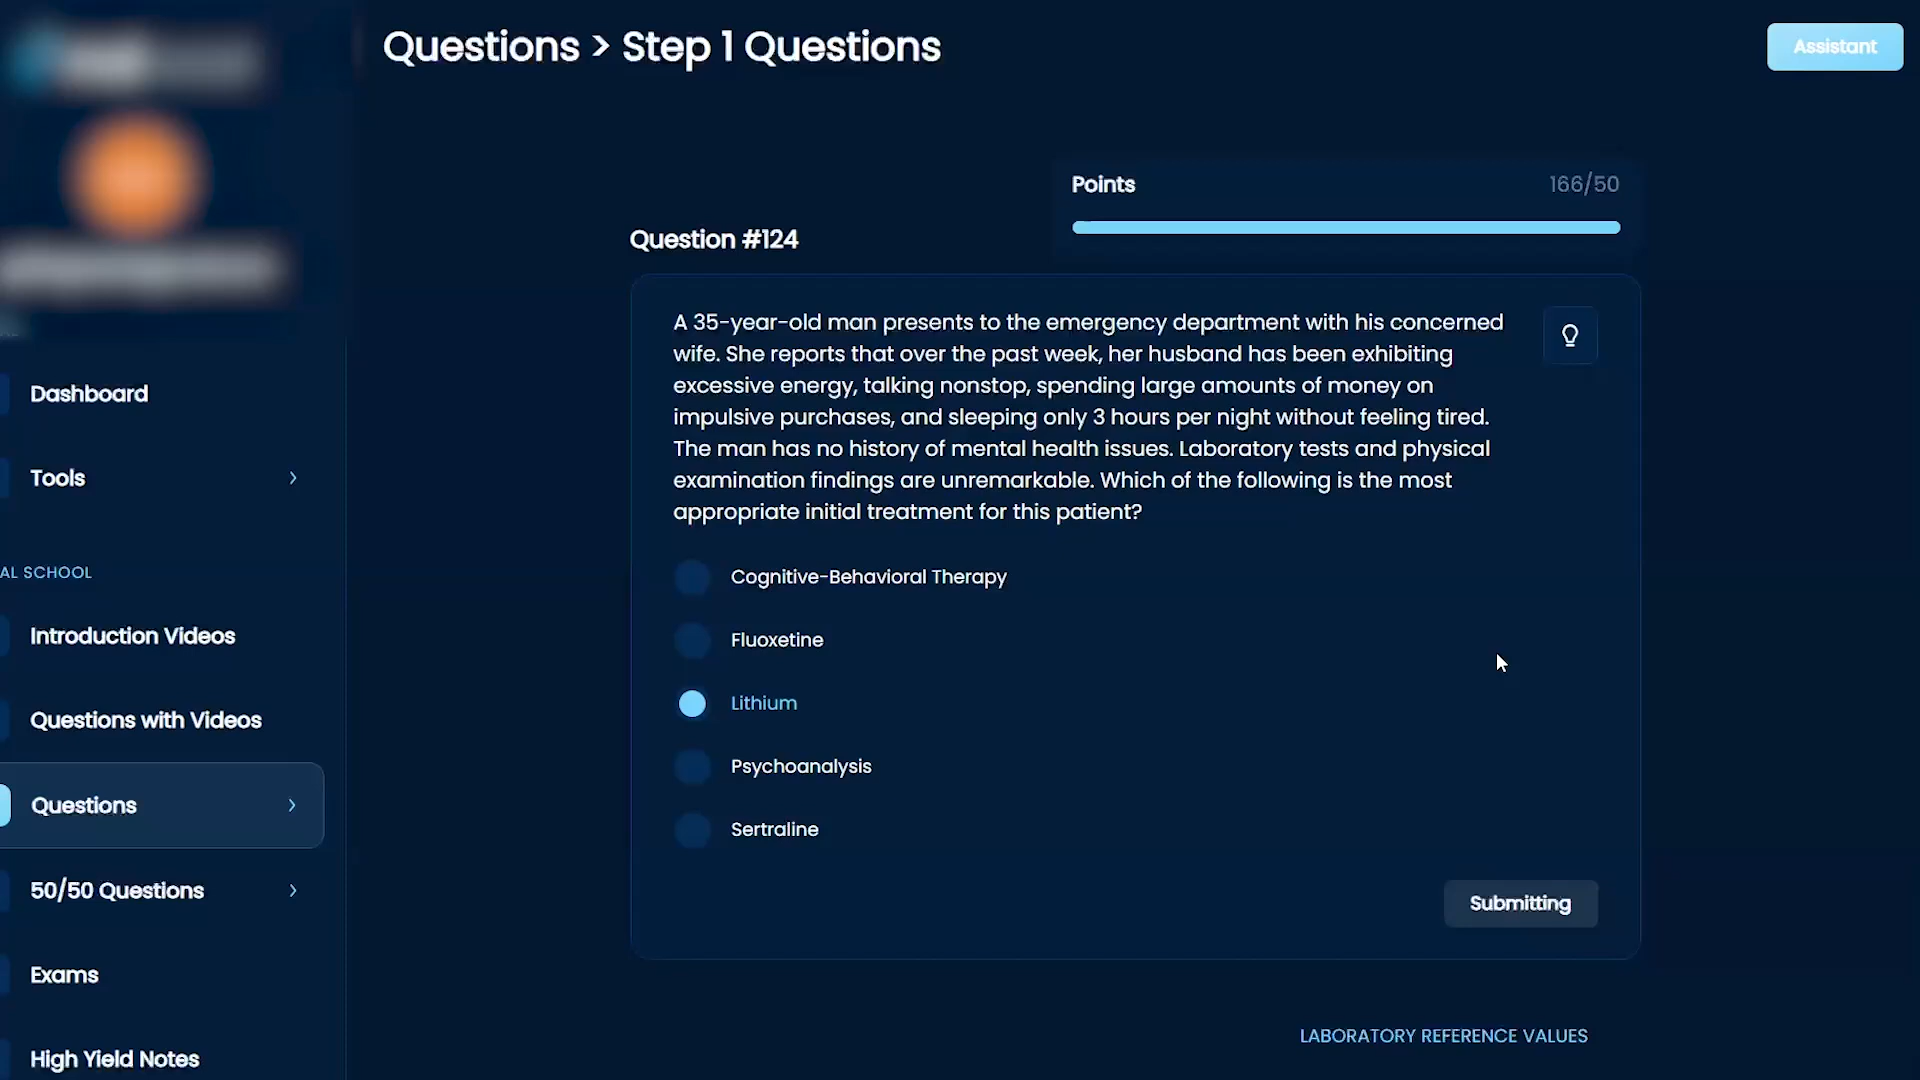 Questions > Step 1 Questions
Assistant
Points
166/50
Question #124
A 35-year-old man presents to the emergency department with his concerned
wife. She reports that over the past week, her husband has been exhibiting
excessive energy, talking nonstop, spending large amounts of money on
impulsive purchases, and sleeping only 3 hours per night without feeling tired.
The man has no history of mental health issues. Laboratory tests and physical
examination findings are unremarkable. Which of the following is the most
appropriate initial treatment for this patient?
Cognitive-Behavioral Therapy
Fluoxetine
Lithium
Psychoanalysis
Sertraline
Submitting
LABORATORY REFERENCE VALUES
Dashboard
Tools
AL SCHOOL
Introduction Videos
Questions with Videos
Questions
50/50 Questions
Exams
High Yield Notes